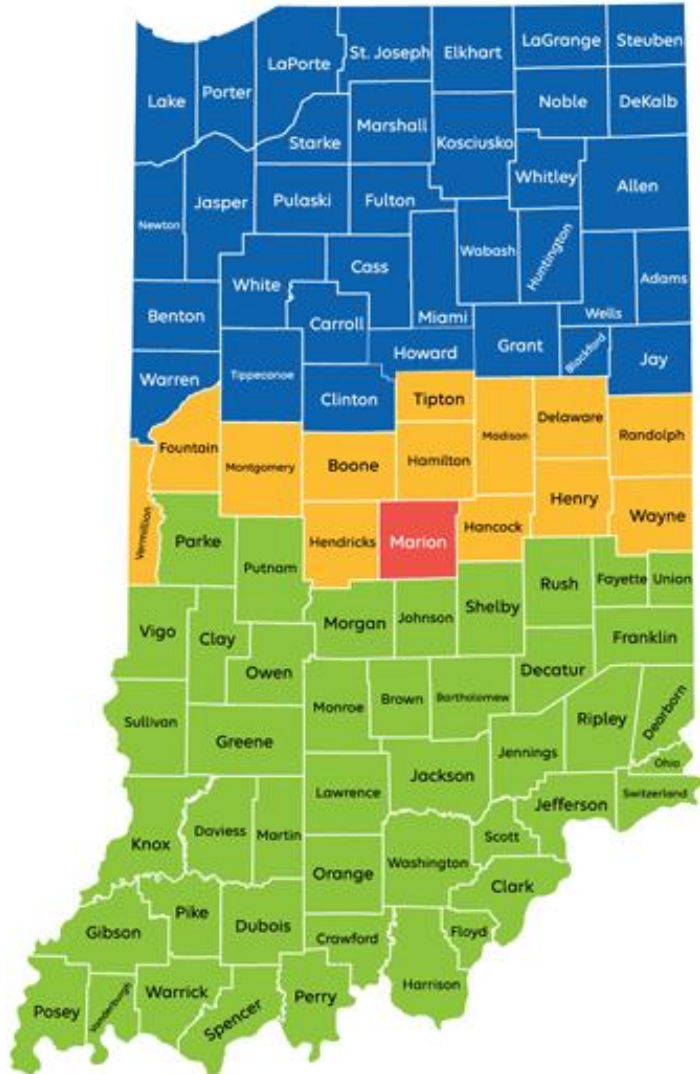 LaGrange
Steuben
St. Joseph
Elkhart
LaPorte
Porter
Lake
Noble
DeKalb
Marshall
Starke
Kosciusko
Whitley
Allen
Jasper
Pulaski
Fulton
Newton
Wabash
Huntington
Cass
White
Adams
Benton
Miami
Wells
Carroll
Grant
Blackford
Howard
Jay
Warren
Tippecanoe
Clinton
Tipton
Delaware
Madison
Randolph
Fountain
Montgomery
Boone
Hamilton
Henry
Wayne
Vermillion
Parke
Hendricks
Marion
Hancock
Putnam
Rush
Fayette
Union
Shelby
Morgan
Johnson
Vigo
Clay
Franklin
Owen
Decatur
Monroe
Brown
Bartholomew
Dearborn
Ripley
Sullivan
Greene
Jennings
Ohio
Jackson
Lawrence
Switzerland
Jefferson
Daviess
Martin
Scott
Knox
Washington
Orange
Clark
Pike
Dubois
Gibson
Crawford
Floyd
Harrison
Warrick
Perry
Posey
Vanderburgh
Spencer